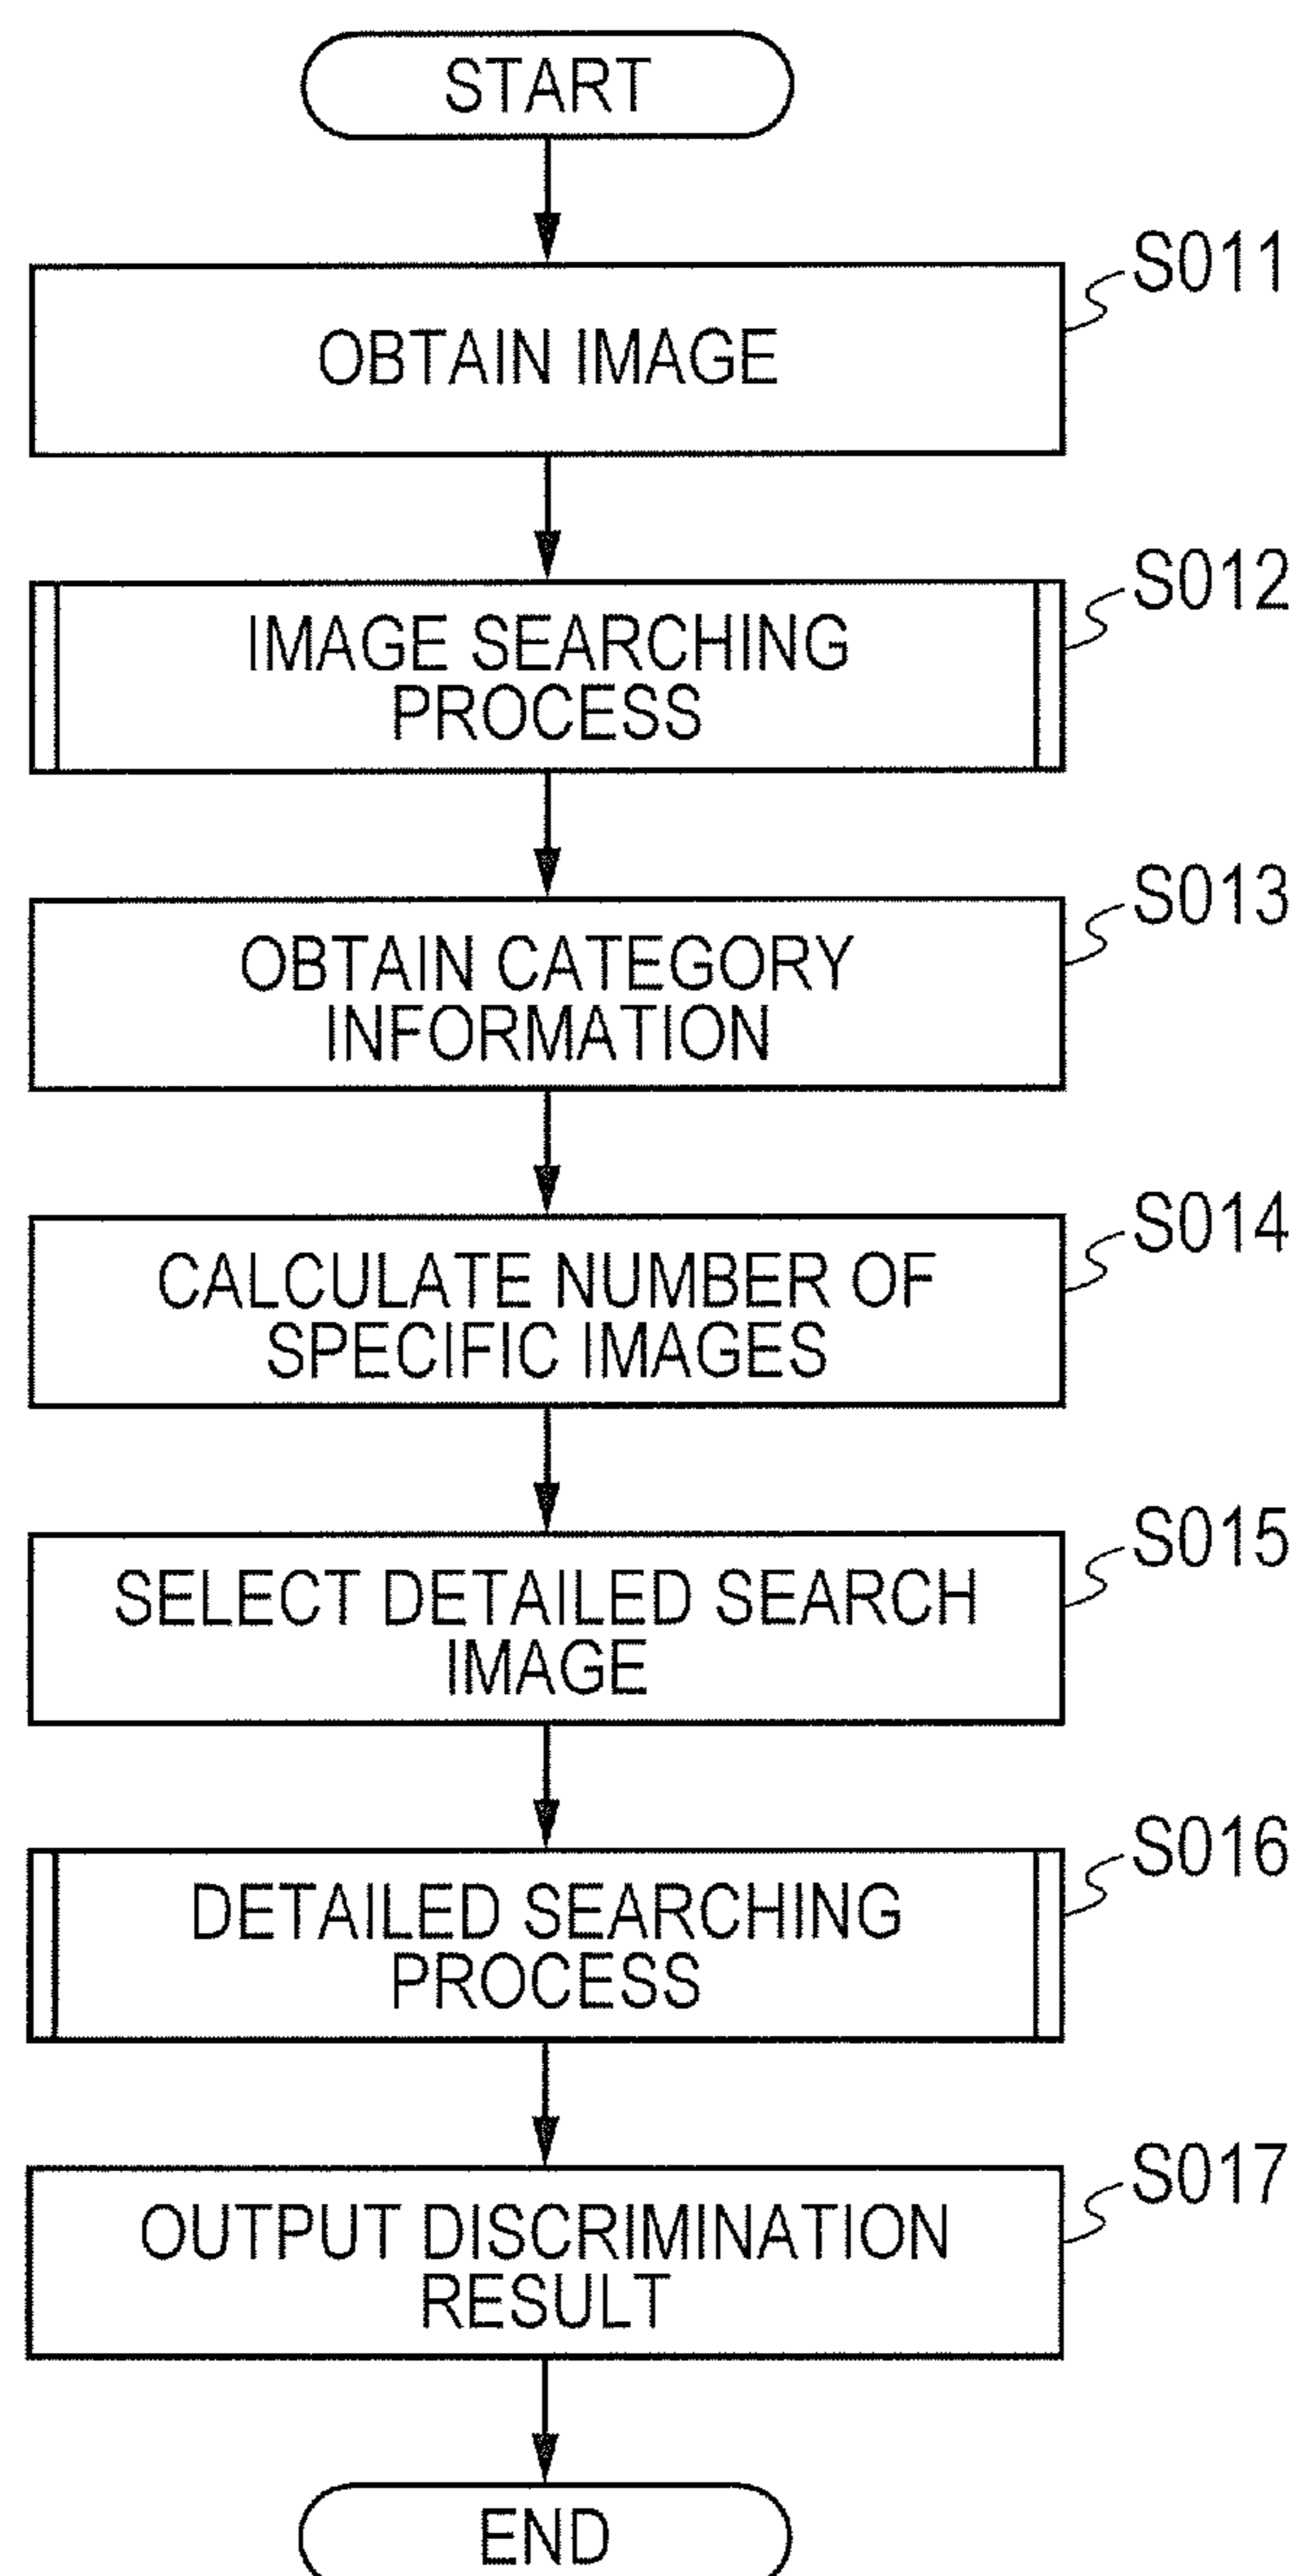 START
S011
OBTAIN IMAGE
S012
IMAGE SEARCHING
PROCESS
S013
OBTAIN CATEGORY
INFORMATION
S014
CALCULATE NUMBER OF
SPECIFIC IMAGES
S015
SELECT DETAILED SEARCH
IMAGE
S016
DETAILED SEARCHING
PROCESS
S017
OUTPUT DISCRIMINATION
RESULT
END